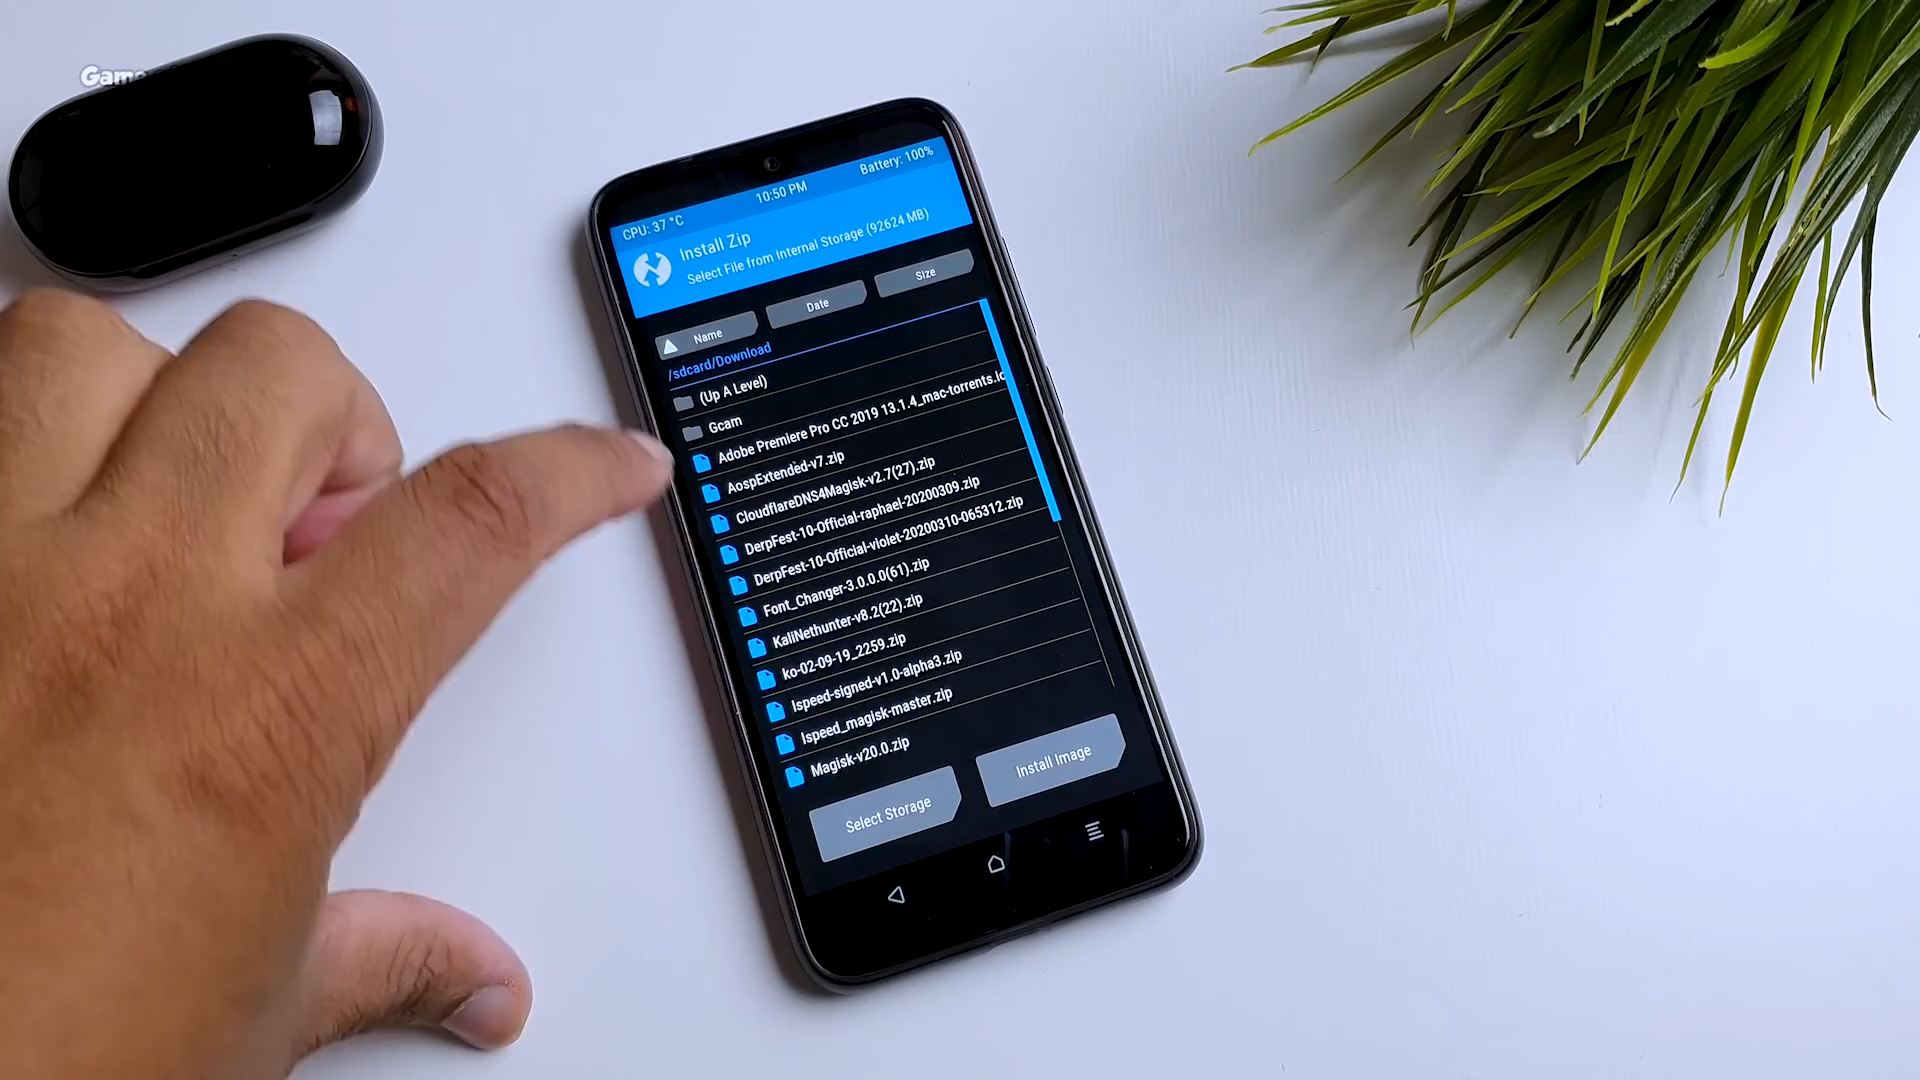 CPU: 37 °C
10:50 PM
Battery: 100%
Install Zip
Select File from Internal Storage (92624 MB)
Name
Date
Size
/sdcard/Download
(Up A Level)
Gcam
Adobe Premiere Pro CC 2019 13.1.4_mac-torrents.
AospExtended-v7.zip
CloudflareDNS4Magisk-v2.7(27).zip
DerpFest-10-Official-raphael-20200309.zip
DerpFest-10-Official-violet-20200310-065312.zip
Font_Changer-3.0.0.0(61).zip
KaliNethunter-v8.2(22).zip
ko-02-09-19_2259.zip
lspeed-signed-v1.0-alpha3.zip
lspeed_magisk-master.zip
Magisk-v20.0.zip
Select Storage
Install Image